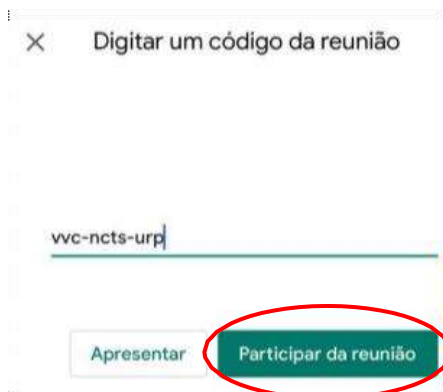 Digitar um código da reunião
vvc-ncts-urp
Apresentar
Participar da reunião